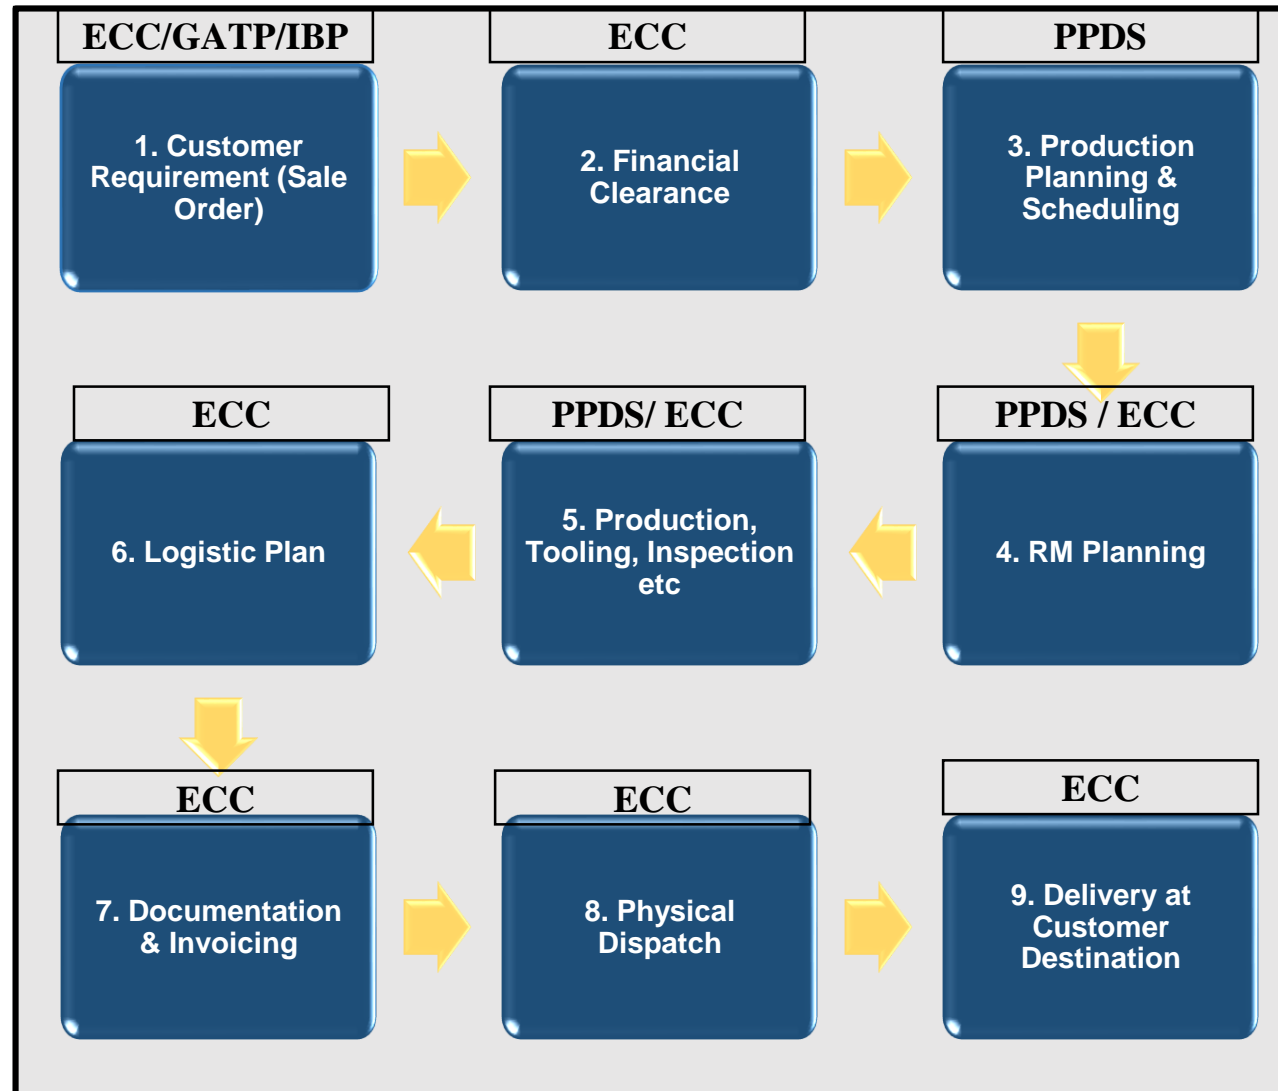 ECC/GATP/IBP
1. Customer
Requirement (Sale
Order)
ECC
2. Financial
Clearance
PPDS
3. Production
Planning &
Scheduling
PPDS / ECC
4. RM Planning
PPDS/ ECC
5. Production,
Tooling, Inspection
etc
ECC
6. Logistic Plan
ECC
7. Documentation
& Invoicing
ECC
8. Physical
Dispatch
ECC
9. Delivery at
Customer
Destination